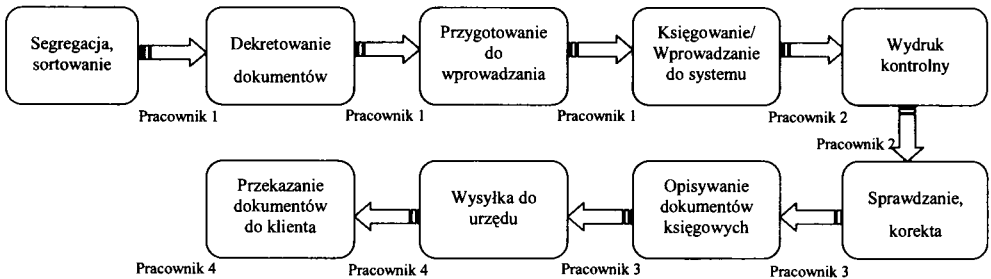 Segregacja,
sortowanie
Pracownik 1
Dekretowanie
dokumentów
Pracownik 1
Przygotowanie
do
wprowadzania
Pracownik 1
Księgowanie/
Wprowadzanie
do systemu
Pracownik 2
Wydruk
kontrolny
Pracownik 2
Sprawdzanie,
korekta
Pracownik 3
Opisywanie
dokumentów
księgowych
Pracownik 3
Wysyłka do
urzędu
Pracownik 4
Przekazanie
dokumentów
do klienta
Pracownik 4